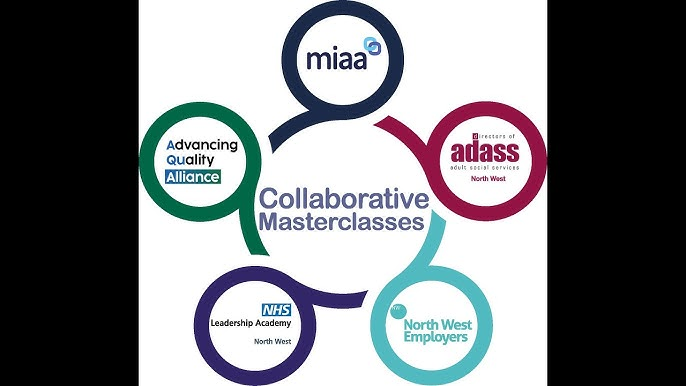 miaa
Advancing
Quality
Alliance
directors of
adass
adult social services
North West
Collaborative
Masterclasses
NHS
Leadership Academy
North West
NW
North West
Employers